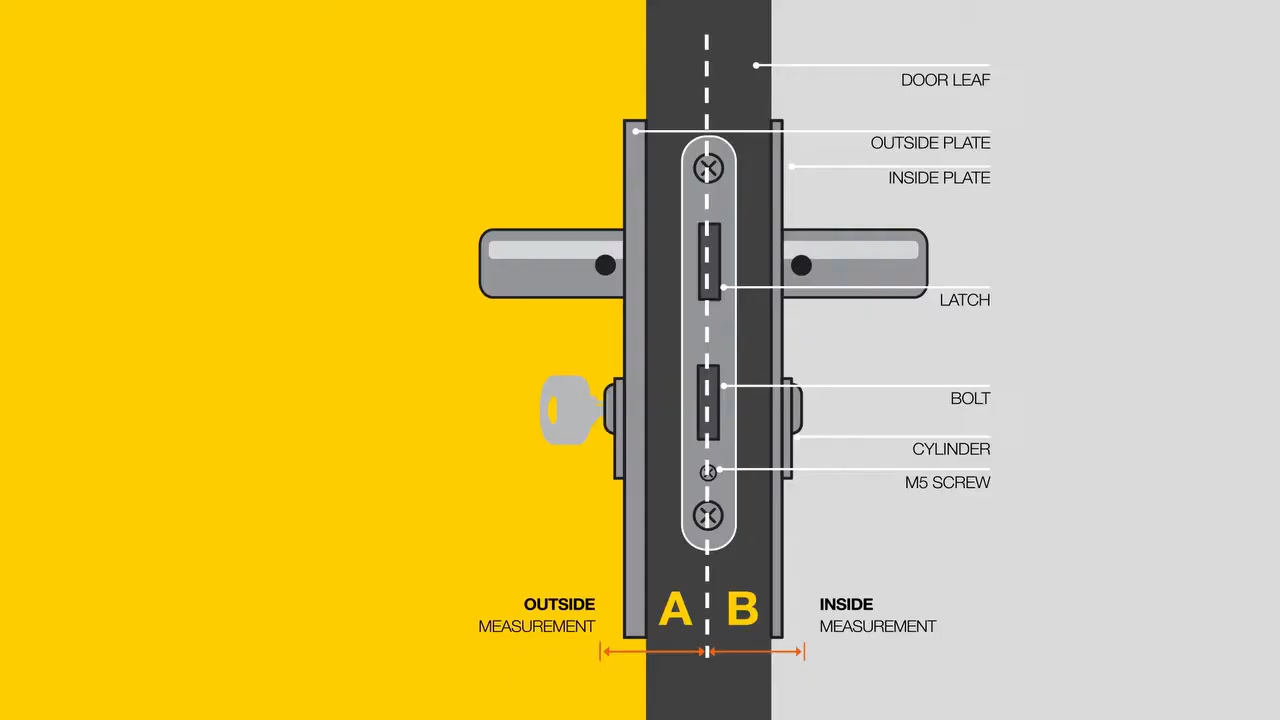 DOOR LEAF
OUTSIDE PLATE
INSIDE PLATE
LATCH
BOLT
CYLINDER
M5 SCREW
A B
OUTSIDE
MEASUREMENT
INSIDE
MEASUREMENT